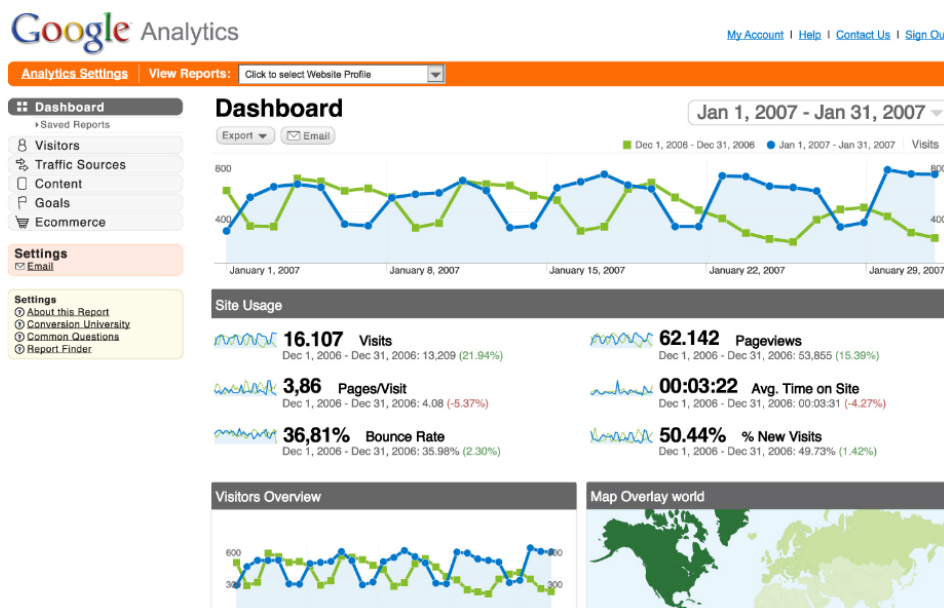 Google Analytics
My Account | Help | Contact Us | Sign Ou
Analytics Settings View Reports: Click to select Website Profile
Dashboard
Saved Reports
Visitors
Traffic Sources
Content
Goals
Ecommerce
Settings
Email
Settings
About this Report
Conversion University
Common Questions
Report Finder
Dashboard
Jan 1, 2007 - Jan 31, 2007
Export Email
Dec 1, 2006 - Dec 31, 2006 Jan 1, 2007 - Jan 31, 2007 Visits
800 800
400 400
January 1, 2007 January 8, 2007 January 15, 2007 January 22, 2007 January 29, 2007
Site Usage
16.107 Visits
Dec 1, 2006 - Dec 31, 2006: 13,209 (21.94%)
62.142 Pageviews
Dec 1, 2006 - Dec 31, 2006: 53,855 (15.39%)
3,86 Pages/Visit
Dec 1, 2006 - Dec 31, 2006: 4.08 (-5.37%)
00:03:22 Avg. Time on Site
Dec 1, 2006 - Dec 31, 2006: 00:03:31 (-4.27%)
36,81% Bounce Rate
Dec 1, 2006 - Dec 31, 2006: 35.98% (2.30%)
50.44% % New Visits
Dec 1, 2006 - Dec 31, 2006: 49.73% (1.42%)
Visitors Overview
600
300
Map Overlay world